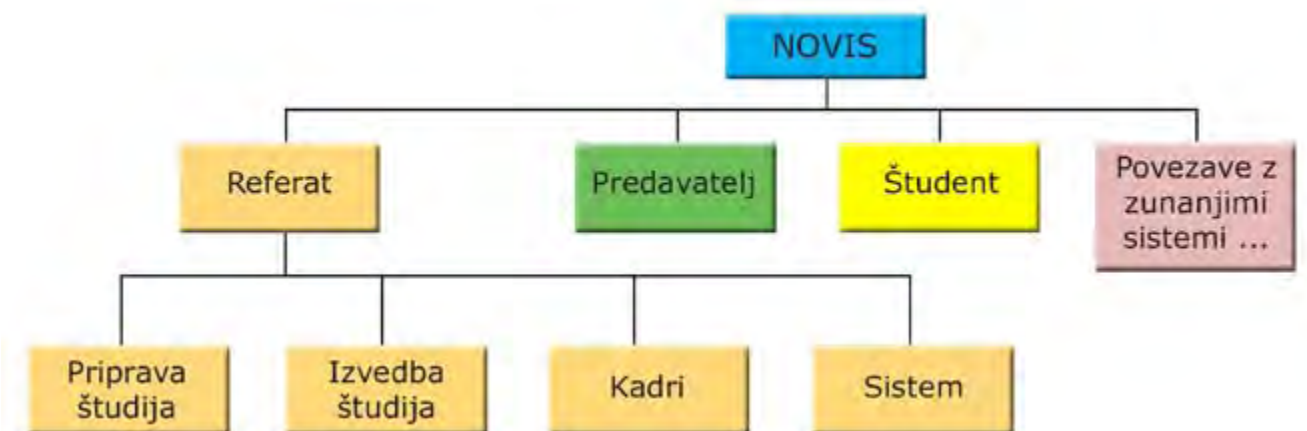 NOVIS
Referat
Predavatelj
Študent
Povezave z
zunanjimi
sistemi ...
Priprava
študija
Izvedba
študija
Kadri
Sistem